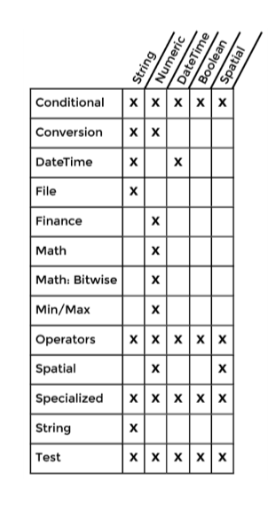 String Numeric DateTime Boolean Spatial
Conditional X X X X X
Conversion X X
DateTime X X
File X
Finance X
Math X
Math: Bitwise X
Min/Max X
Operators X X X X X
Spatial X X
Specialized X X X X X
String X
Test X X X X X